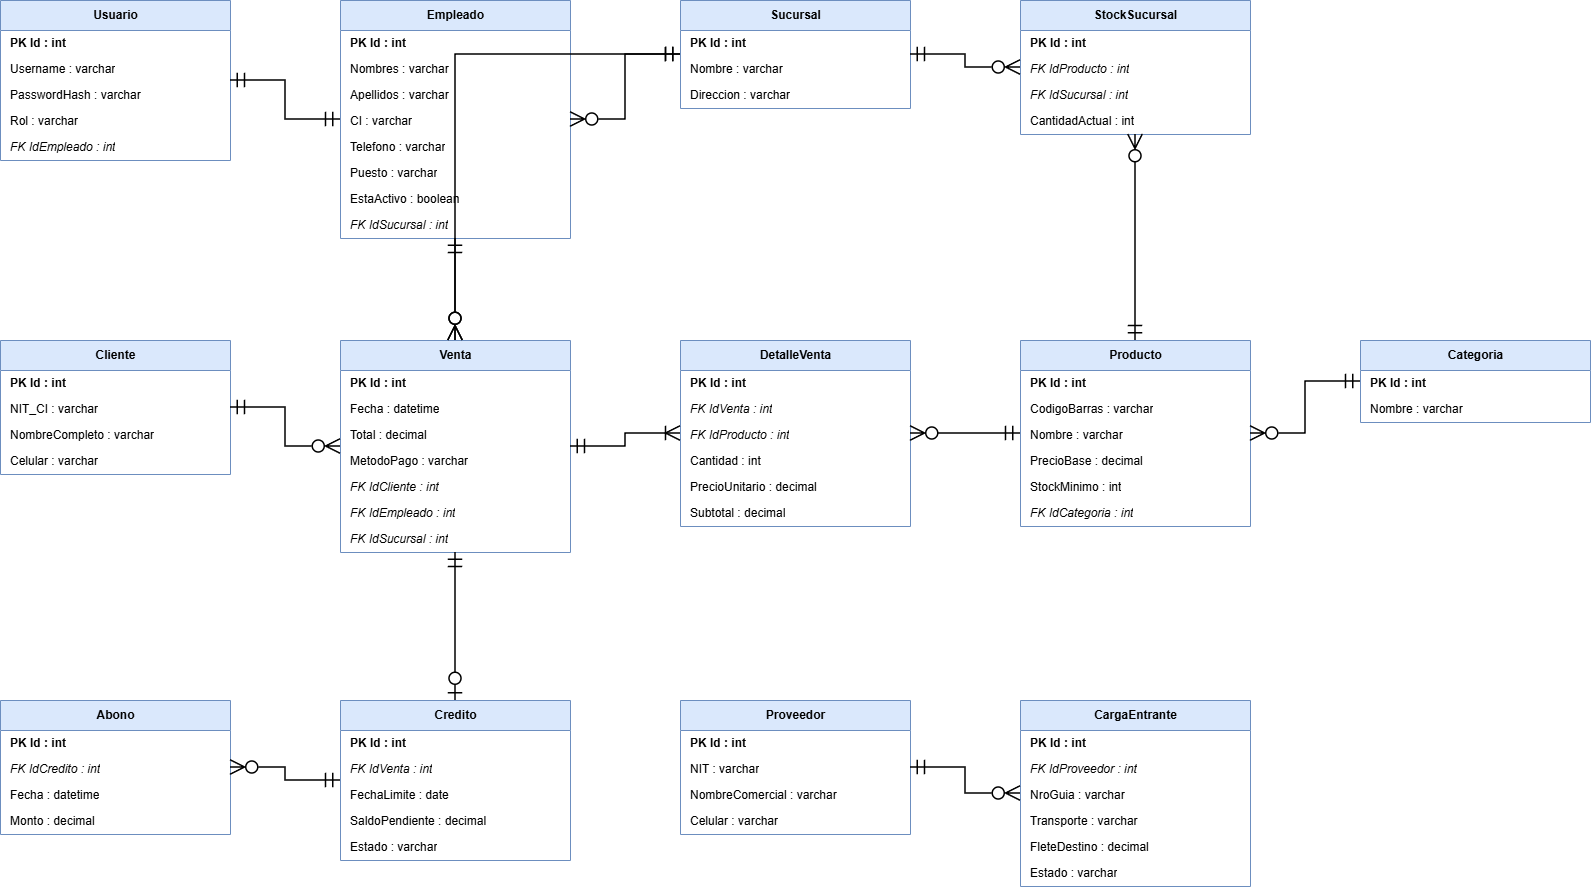 Usuario
PK Id : int
Username : varchar
PasswordHash : varchar
Rol : varchar
FK IdEmpleado : int
Empleado
PK Id : int
Nombres : varchar
Apellidos : varchar
CI : varchar
Telefono : varchar
Puesto : varchar
EstaActivo : boolean
FK IdSucursal : int
Sucursal
PK Id : int
Nombre : varchar
Direccion : varchar
StockSucursal
PK Id : int
FK IdProducto : int
FK IdSucursal : int
CantidadActual : int
Cliente
PK Id : int
NIT_CI : varchar
NombreCompleto : varchar
Celular : varchar
Venta
PK Id : int
Fecha : datetime
Total : decimal
MetodoPago : varchar
FK IdCliente : int
FK IdEmpleado : int
FK IdSucursal : int
DetalleVenta
PK Id : int
FK IdVenta : int
FK IdProducto : int
Cantidad : int
PrecioUnitario : decimal
Subtotal : decimal
Producto
PK Id : int
CodigoBarras : varchar
Nombre : varchar
PrecioBase : decimal
StockMinimo : int
FK IdCategoria : int
Categoria
PK Id : int
Nombre : varchar
Abono
PK Id : int
FK IdCredito : int
Fecha : datetime
Monto : decimal
Credito
PK Id : int
FK IdVenta : int
FechaLimite : date
SaldoPendiente : decimal
Estado : varchar
Proveedor
PK Id : int
NIT : varchar
NombreComercial : varchar
Celular : varchar
CargaEntrante
PK Id : int
FK IdProveedor : int
NroGuia : varchar
Transporte : varchar
FleteDestino : decimal
Estado : varchar